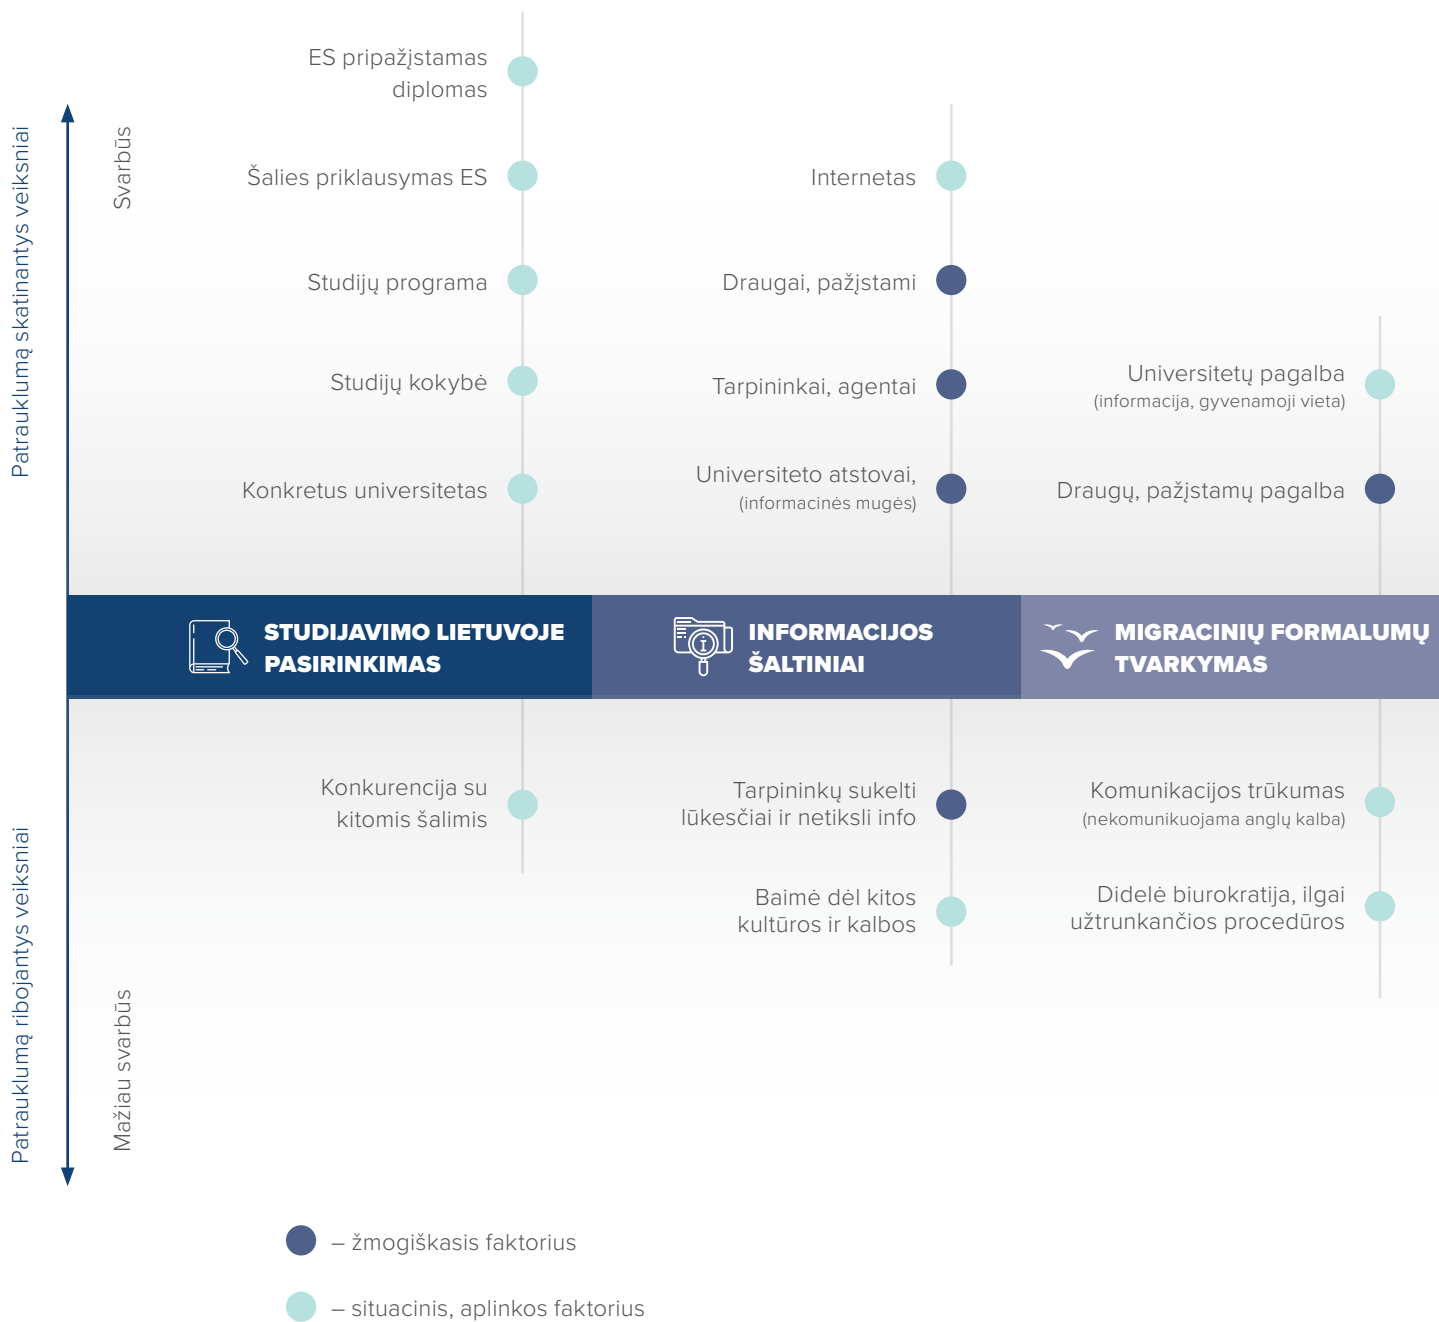 Patrauklumą skatinantys veiksniai
Svarbūs
ES pripažįstamas
diplomas
Šalies priklausymas ES
Studijų programa
Studijų kokybė
Konkretus universitetas
Internetas
Draugai, pažįstami
Tarpininkai, agentai
Universiteto atstovai,
(informacinės mugės)
Universitetų pagalba
(informacija, gyvenamoji vieta)
Draugų, pažįstamų pagalba
STUDIJAVIMO LIETUVOJE
PASIRINKIMAS
INFORMACIJOS
ŠALTINIAI
MIGRACINIŲ FORMALUMŲ
TVARKYMAS
Patrauklumą ribojantys veiksniai
Mažiau svarbūs
Konkurencija su
kitomis šalimis
Tarpininkų sukelti
lūkesčiai ir netiksli info
Baimė dėl kitos
kultūros ir kalbos
Komunikacijos trūkumas
(nekomunikuojama anglų kalba)
Didelė biurokratija, ilgai
užtrunkančios procedūros
– žmogiškasis faktorius
– situacinis, aplinkos faktorius